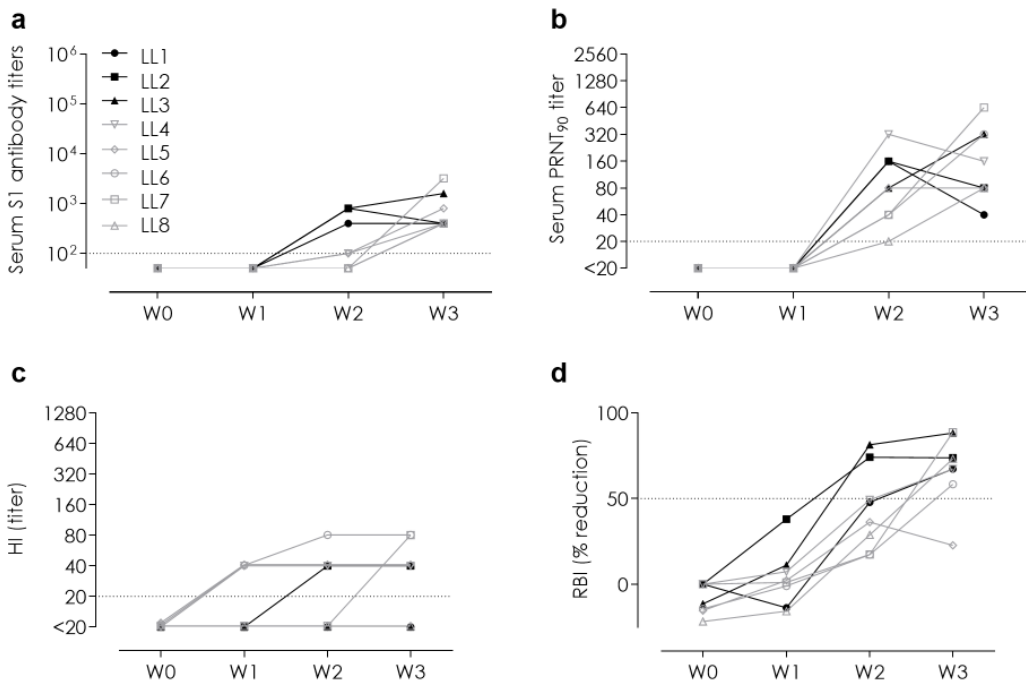 a
Serum S1 antibody titers
10⁶
10⁵
10⁴
10³
10²
LL1
LL2
LL3
LL4
LL5
LL6
LL7
LL8
W0 W1 W2 W3
b
Serum PRNT₉₀ titer
2560
1280
640
320
160
80
40
20
<20
W0 W1 W2 W3
c
HI (titer)
1280
640
320
160
80
40
20
<20
W0 W1 W2 W3
d
RBI (% reduction)
100
50
0
W0 W1 W2 W3